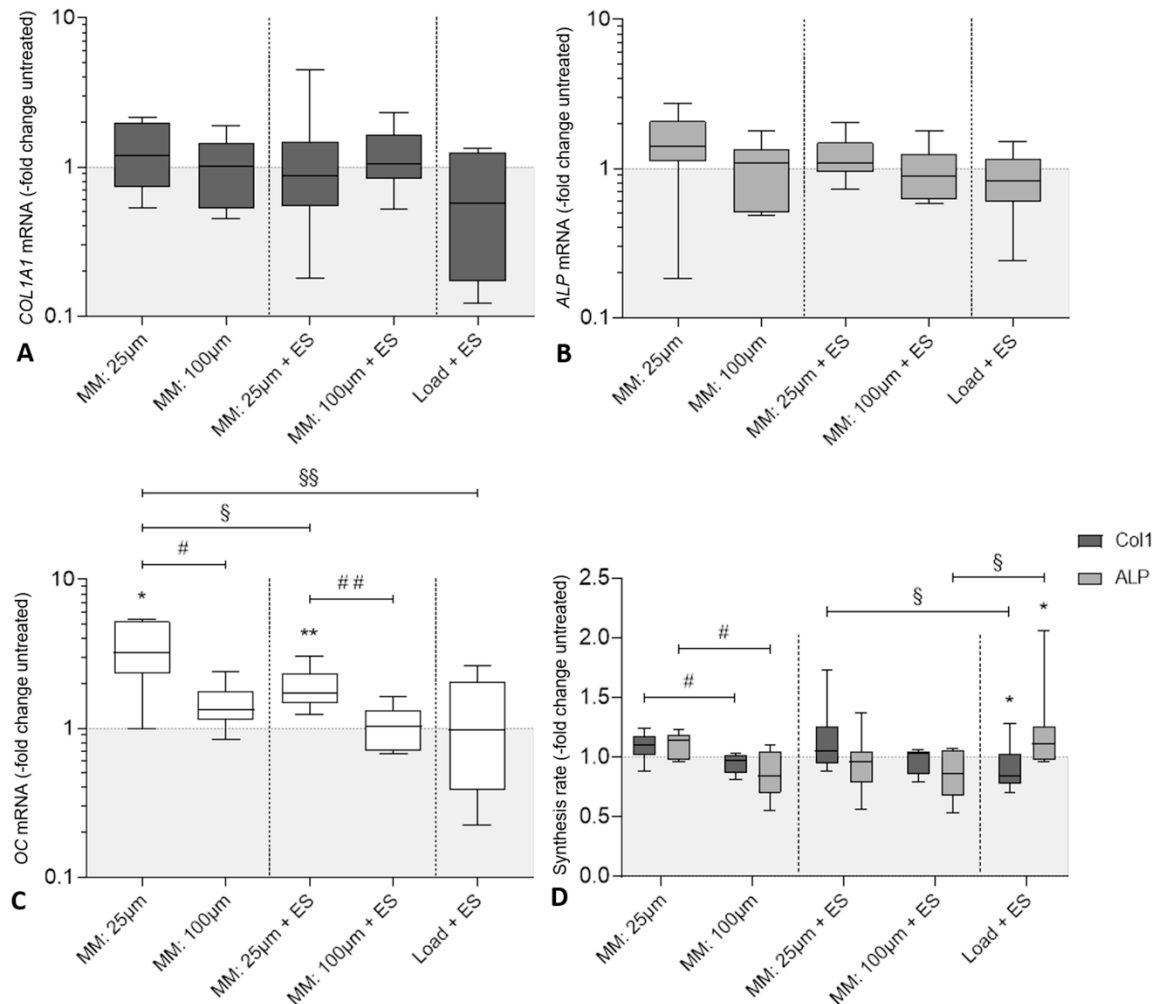 10
1
0.1
COL1A1 mRNA (-fold change untreated)
MM: 25µm
MM: 100µm
MM: 25µm + ES
MM: 100µm + ES
Load + ES
A
10
1
0.1
ALP mRNA (-fold change untreated)
MM: 25µm
MM: 100µm
MM: 25µm + ES
MM: 100µm + ES
Load + ES
B
§§
§
#
##
*
**
10
1
0.1
OC mRNA (-fold change untreated)
MM: 25µm
MM: 100µm
MM: 25µm + ES
MM: 100µm + ES
Load + ES
C
Col1
ALP
§
§
#
#
*
*
2.5
2.0
1.5
1.0
0.5
0.0
Synthesis rate (-fold change untreated)
MM: 25µm
MM: 100µm
MM: 25µm + ES
MM: 100µm + ES
Load + ES
D